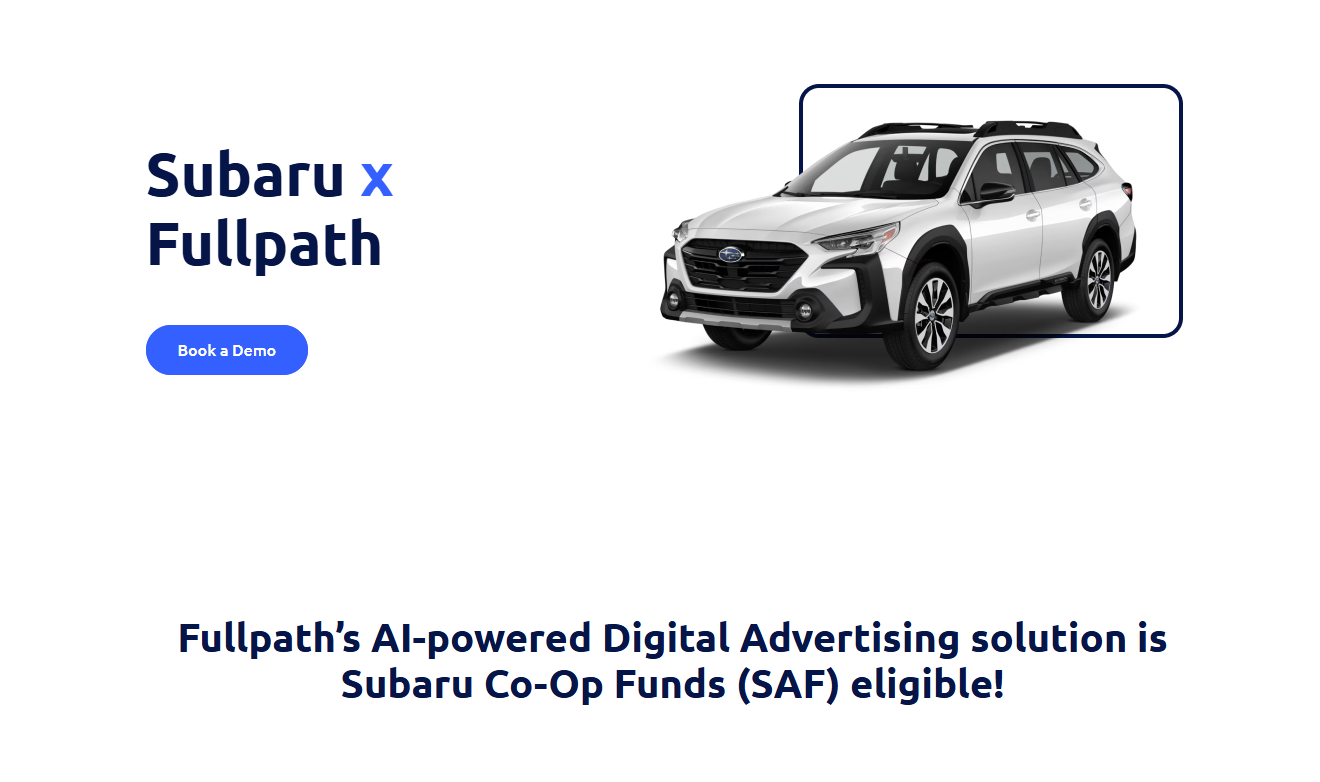 Subaru x
Fullpath
Book a Demo
Fullpath’s AI-powered Digital Advertising solution is
Subaru Co-Op Funds (SAF) eligible!